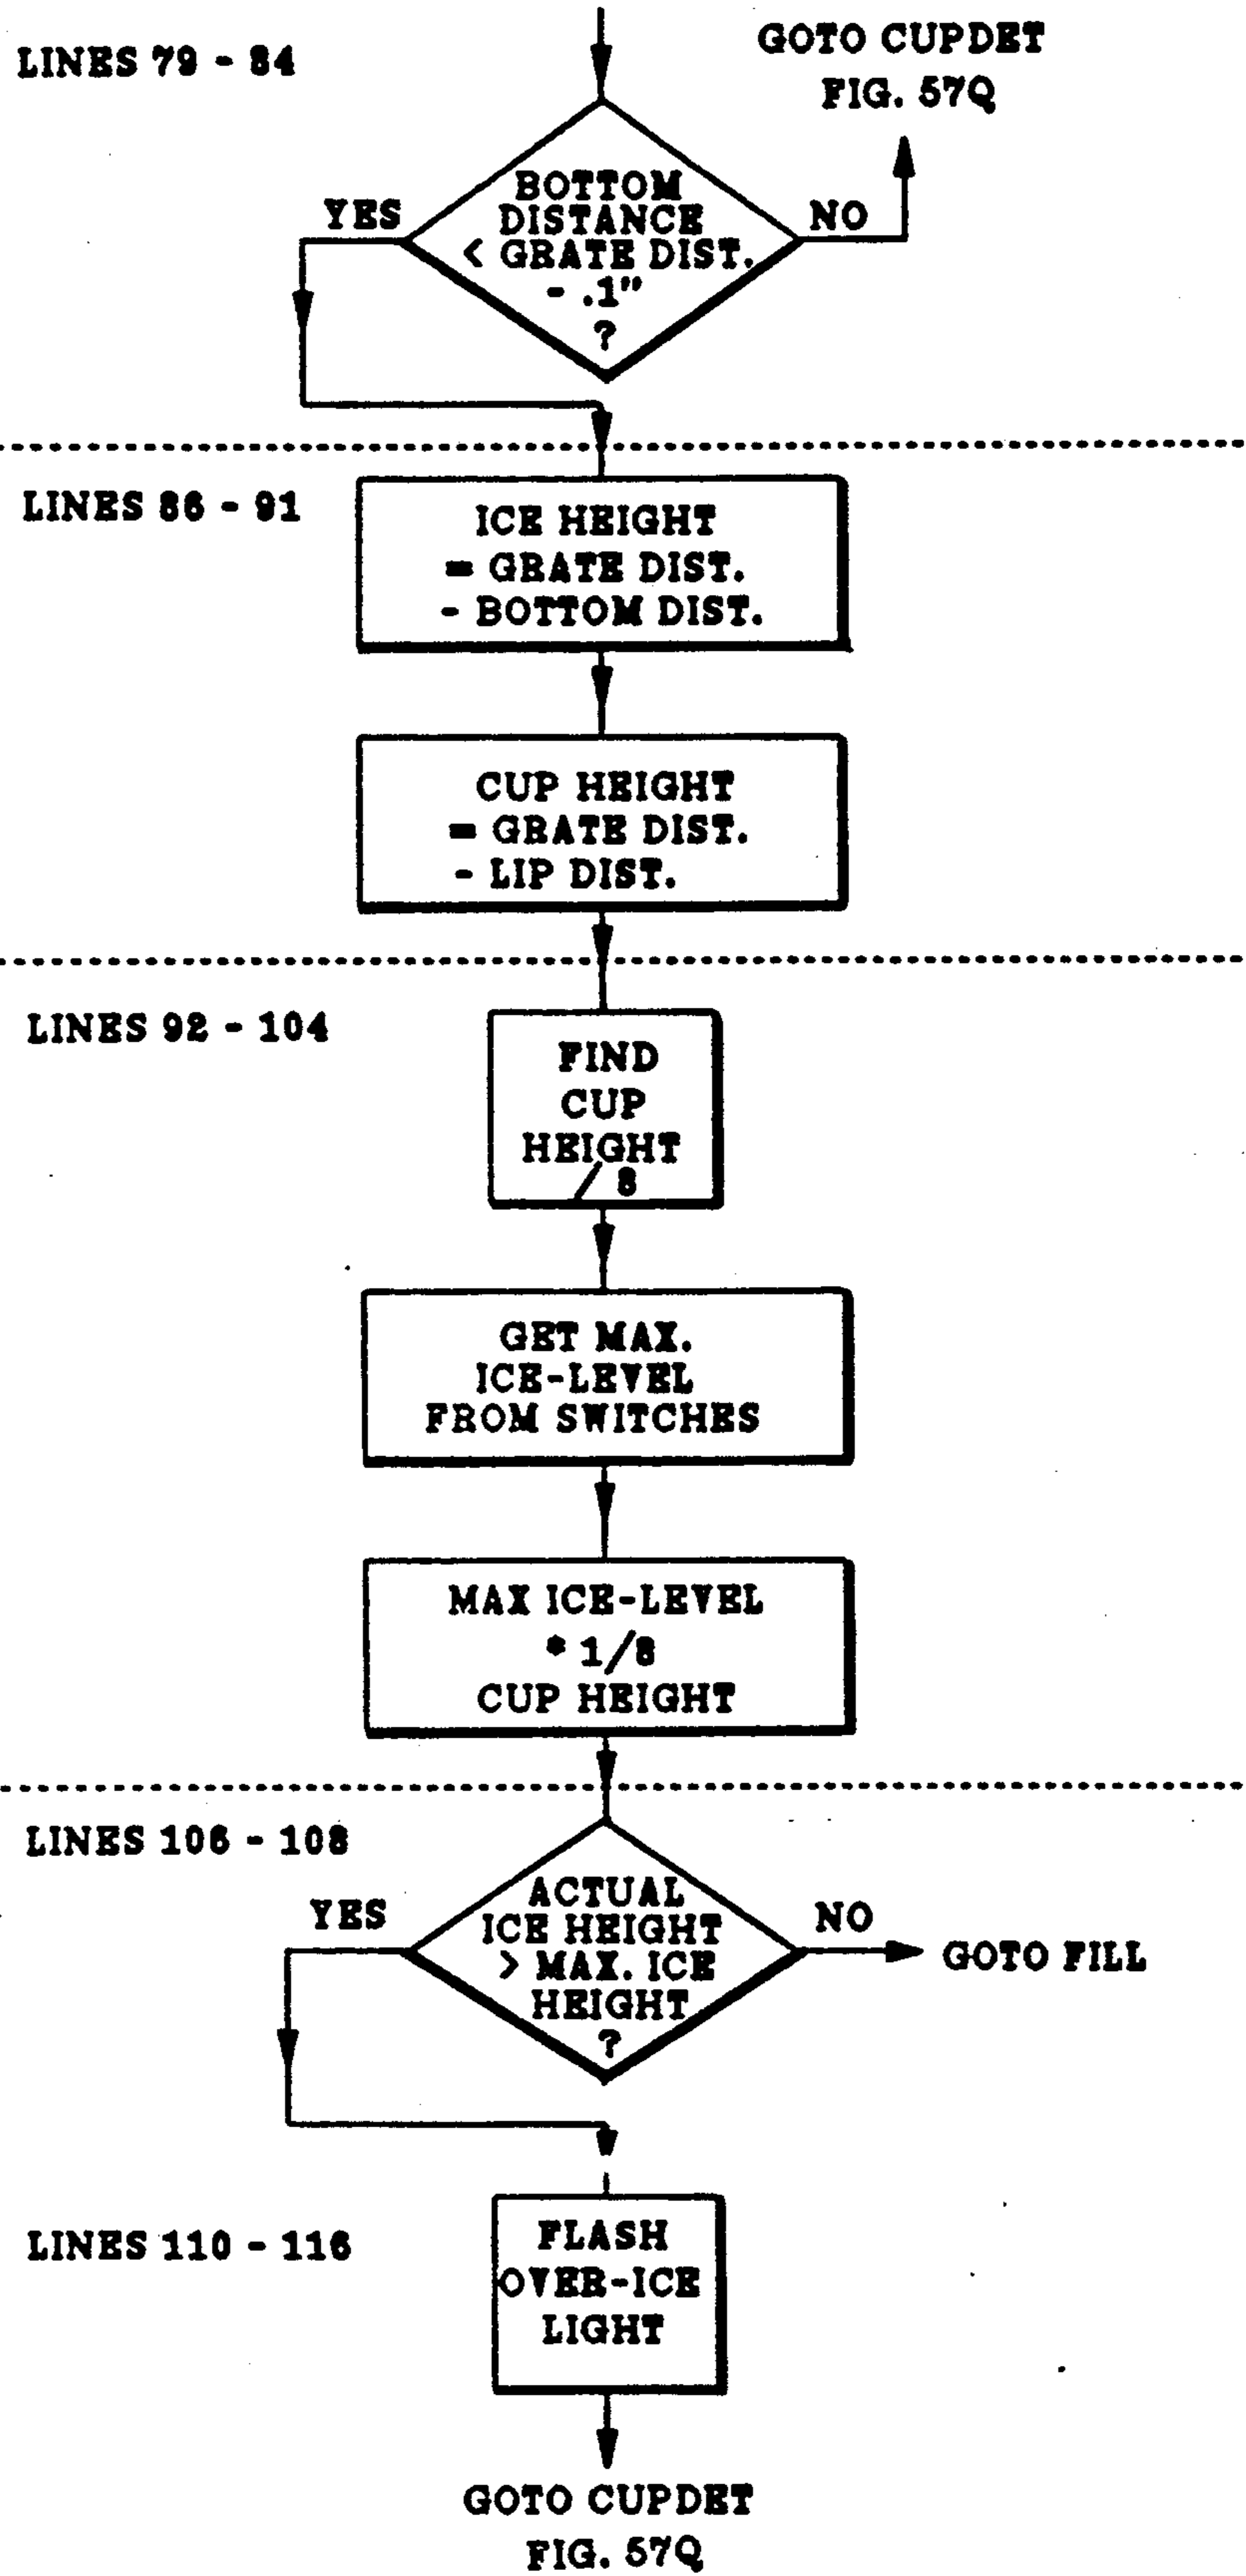 LINES 79 - 84
GOTO CUPDET
FIG. 57Q
BOTTOM
DISTANCE
< GRATE DIST.
- .1"
?
YES
NO
LINES 86 - 91
ICE HEIGHT
= GRATE DIST.
- BOTTOM DIST.
CUP HEIGHT
= GRATE DIST.
- LIP DIST.
LINES 92 - 104
FIND
CUP
HEIGHT
/ 8
GET MAX.
ICE-LEVEL
FROM SWITCHES
MAX ICE-LEVEL
* 1/8
CUP HEIGHT
LINES 106 - 108
ACTUAL
ICE HEIGHT
> MAX. ICE
HEIGHT
?
YES
NO
GOTO FILL
LINES 110 - 116
FLASH
OVER-ICE
LIGHT
GOTO CUPDET
FIG. 57Q